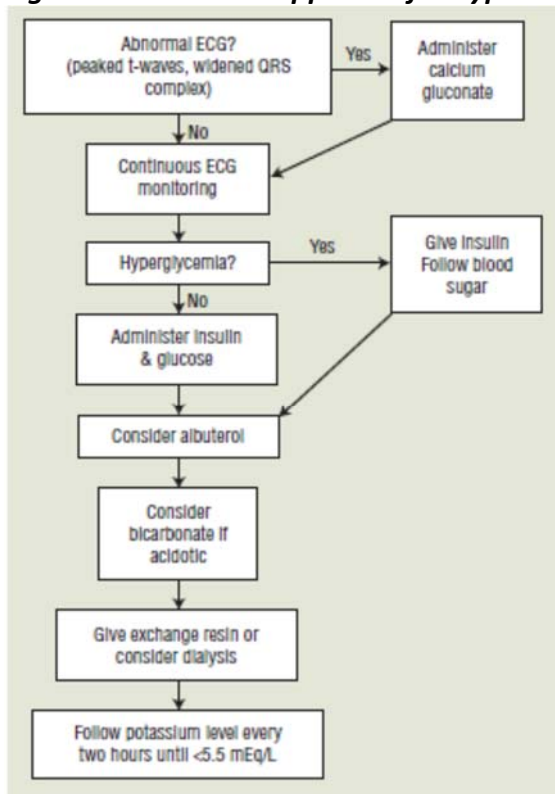 Abnormal ECG?
(peaked t-waves, widened QRS
complex)
Yes
Administer
calcium
gluconate
No
Continuous ECG
monitoring
Hyperglycemia?
Yes
Give insulin
Follow blood
sugar
No
Administer insulin
& glucose
Consider albuterol
Consider
bicarbonate if
acidotic
Give exchange resin or
consider dialysis
Follow potassium level every
two hours until <5.5 mEq/L